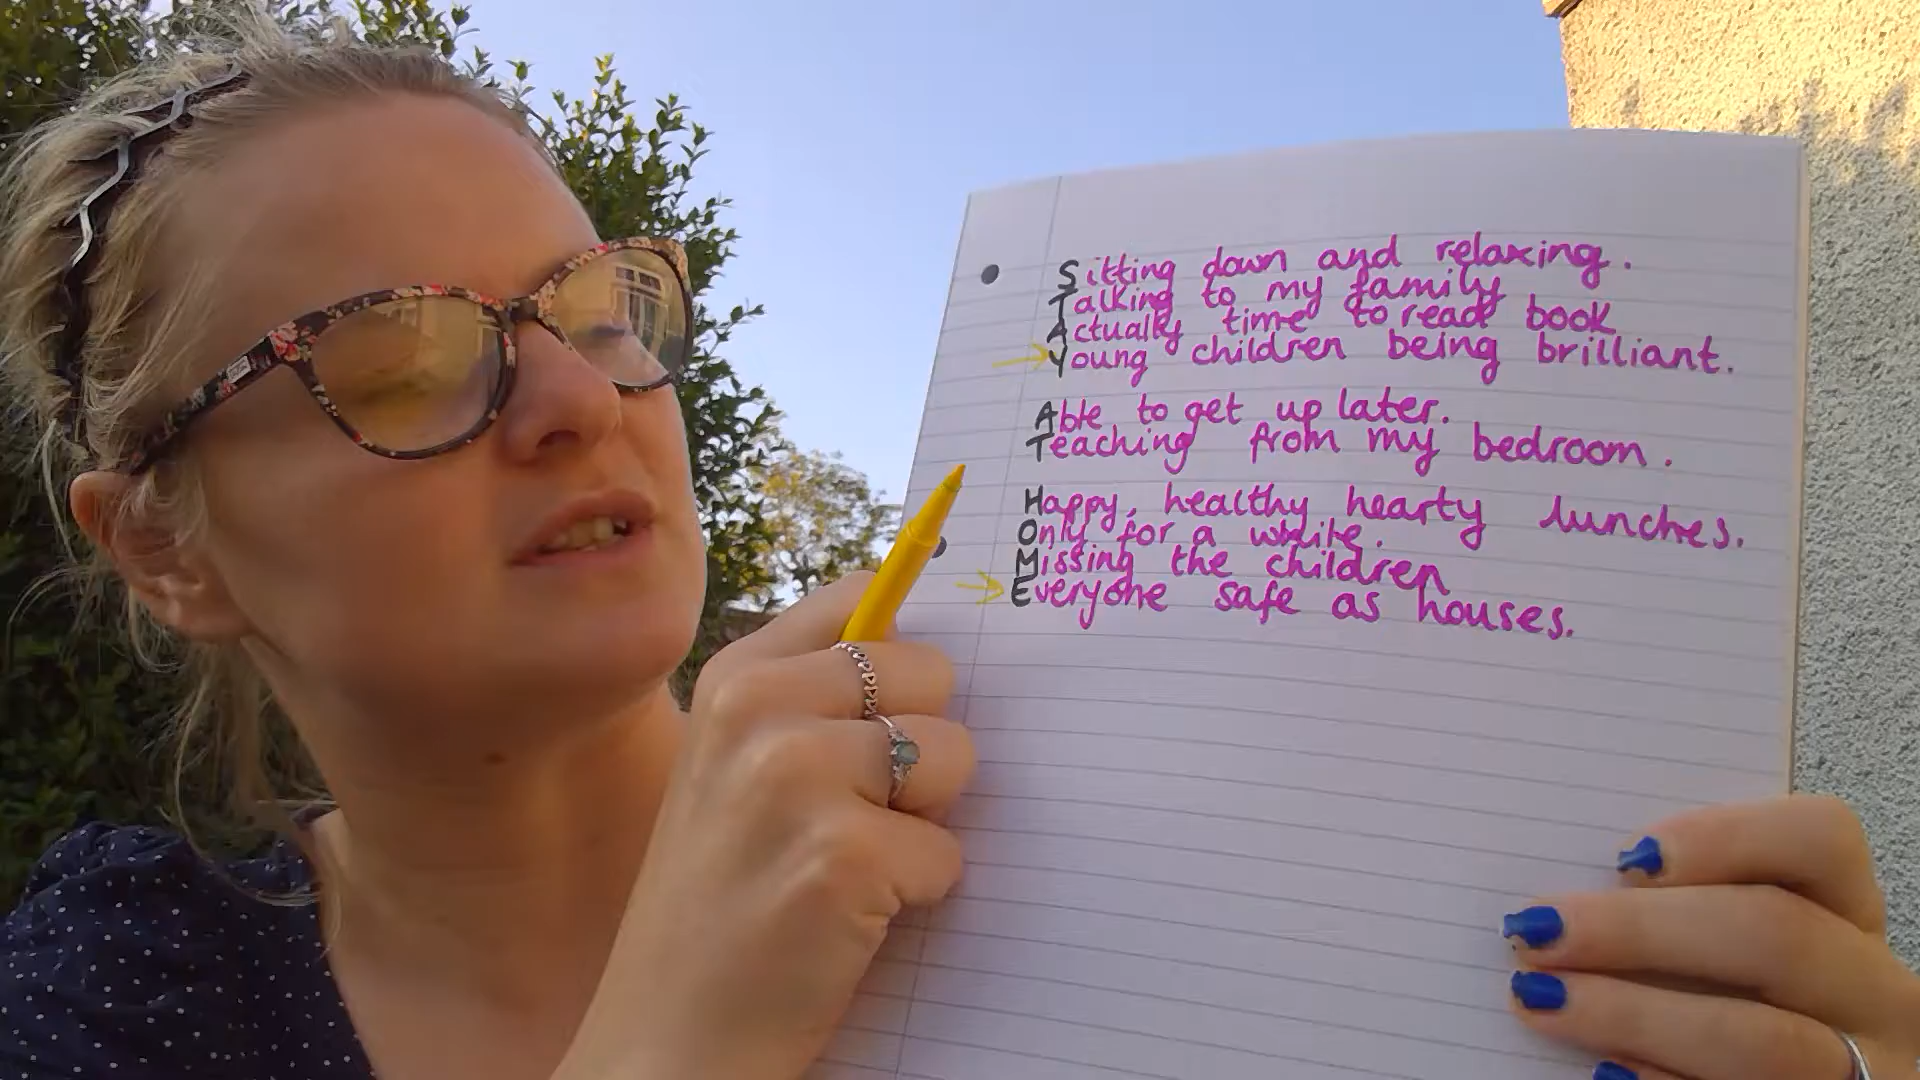 Sitting down and relaxing.
Talking to my family
Actually time to read book
Young children being brilliant.
Able to get up later.
Teaching from my bedroom.
Happy, healthy hearty lunches.
Only for a while.
Missing the children
Everyone safe as houses.